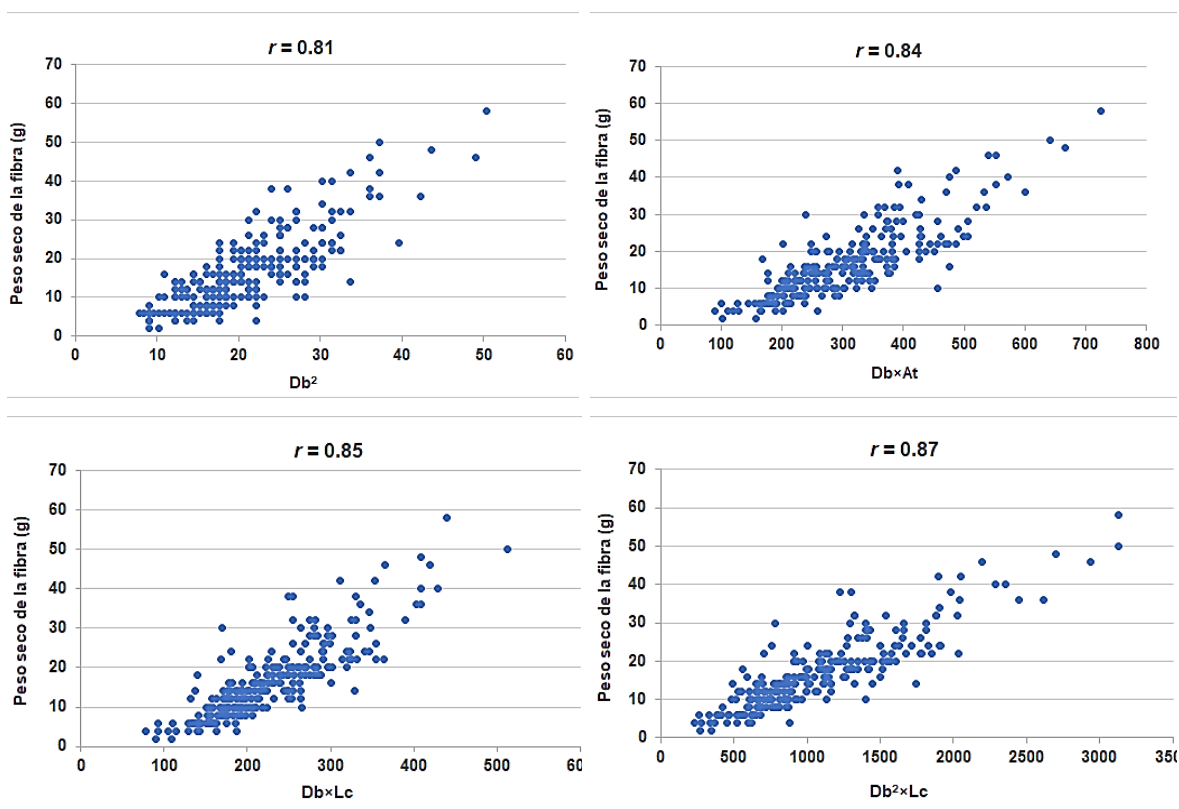 r = 0.81
Peso seco de la fibra (g)
70
60
50
40
30
20
10
0
0 10 20 30 40 50 60
Db²
r = 0.84
Peso seco de la fibra (g)
70
60
50
40
30
20
10
0
0 100 200 300 400 500 600 700 800
Db×At
r = 0.85
Peso seco de la fibra (g)
70
60
50
40
30
20
10
0
0 100 200 300 400 500 60
Db×Lc
r = 0.87
Peso seco de la fibra (g)
70
60
50
40
30
20
10
0
0 500 1000 1500 2000 2500 3000 350
Db²×Lc